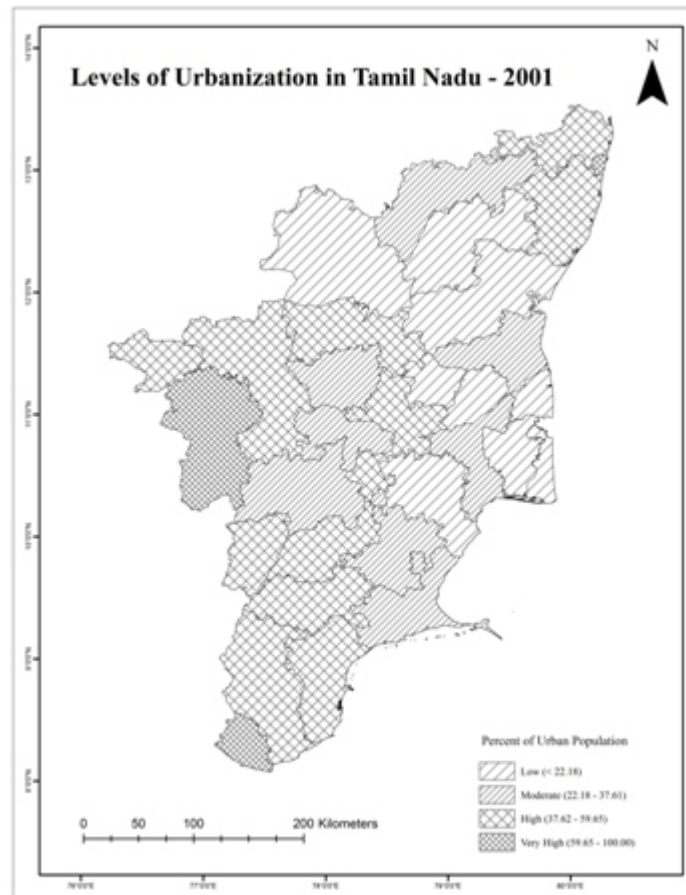 N
Levels of Urbanization in Tamil Nadu - 2001
Percent of Urban Population
Low (< 22.18)
Moderate (22.18 - 37.61)
High (37.62 - 59.65)
Very High (59.65 - 100.00)
0 50 100 200 Kilometers